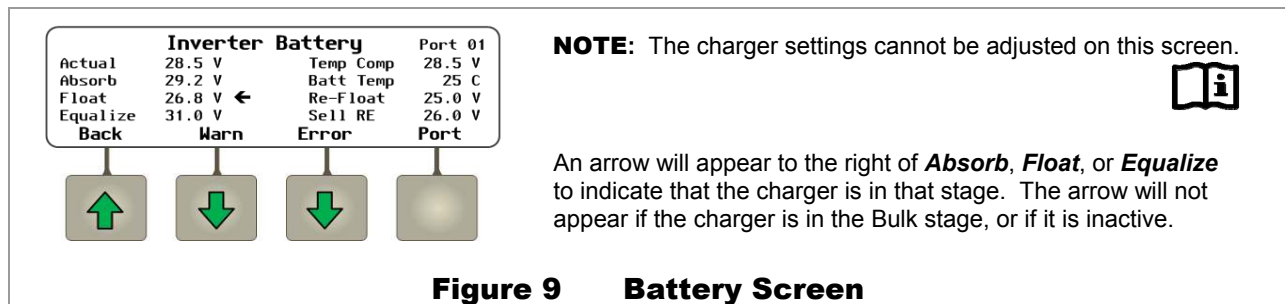 Inverter Battery Port 01
Actual 28.5 V Temp Comp 28.5 V
Absorb 29.2 V Batt Temp 25 C
Float 26.8 V ← Re-Float 25.0 V
Equalize 31.0 V Sell RE 26.0 V
Back Warn Error Port
NOTE: The charger settings cannot be adjusted on this screen.
i
An arrow will appear to the right of Absorb, Float, or Equalize
to indicate that the charger is in that stage. The arrow will not
appear if the charger is in the Bulk stage, or if it is inactive.
Figure 9 Battery Screen